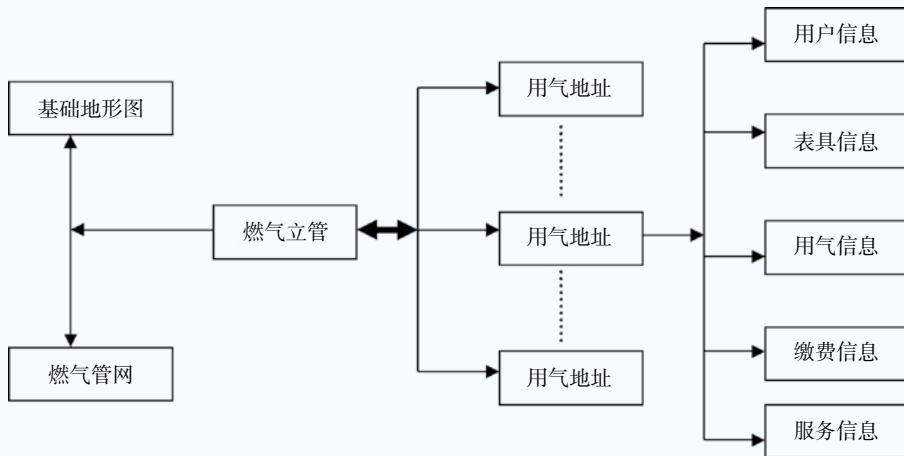 基础地形图
燃气管网
燃气立管
用气地址
用气地址
用气地址
用户信息
表具信息
用气信息
缴费信息
服务信息